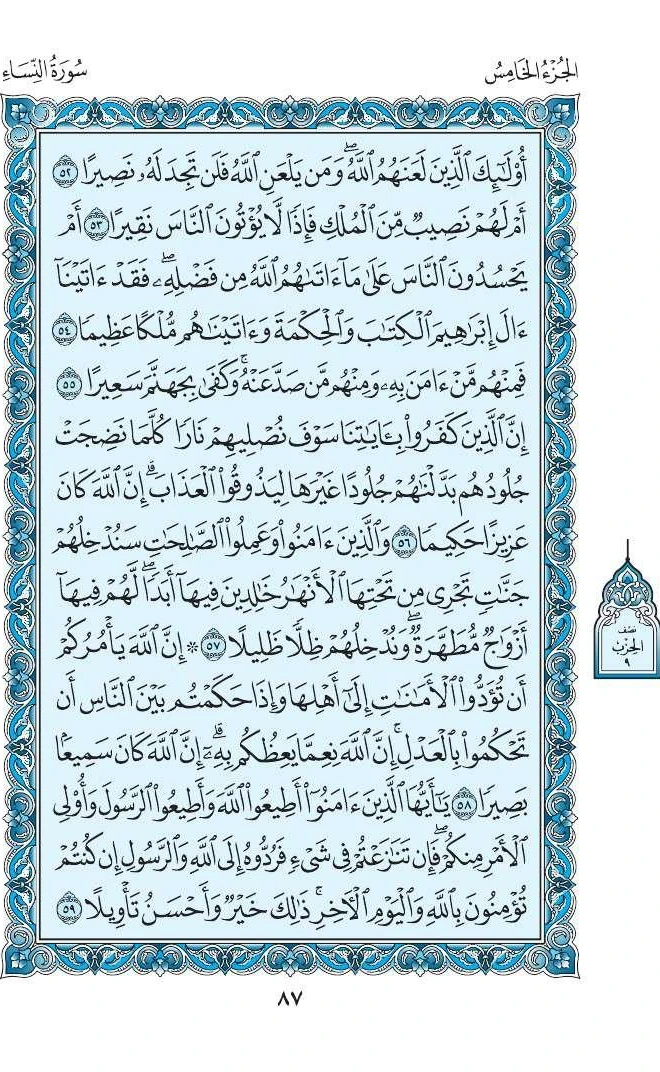 الجُزْءُ الخَامِسُ
سُورَةُ النِّسَاءِ
أُوْلَٰٓئِكَ ٱلَّذِينَ لَعَنَهُمُ ٱللَّهُۖ وَمَن يَلْعَنِ ٱللَّهُ فَلَن تَجِدَ لَهُۥ نَصِيرًا ٥٢
أَمْ لَهُمْ نَصِيبٌ مِّنَ ٱلْمُلْكِ فَإِذًا لَّا يُؤْتُونَ ٱلنَّاسَ نَقِيرًا ٥٣ أَمْ
يَحْسُدُونَ ٱلنَّاسَ عَلَىٰ مَآ ءَاتَىٰهُمُ ٱللَّهُ مِن فَضْلِهِۦۖ فَقَدْ ءَاتَيْنَآ
ءَالَ إِبْرَٰهِيمَ ٱلْكِتَٰبَ وَٱلْحِكْمَةَ وَءَاتَيْنَٰهُم مُّلْكًا عَظِيمًا ٥٤
فَمِنْهُم مَّنْ ءَامَنَ بِهِۦ وَمِنْهُم مَّن صَدَّ عَنْهُۚ وَكَفَىٰ بِجَهَنَّمَ سَعِيرًا ٥٥
إِنَّ ٱلَّذِينَ كَفَرُوا۟ بِـَٔايَٰتِنَا سَوْفَ نُصْلِيهِمْ نَارًا كُلَّمَا نَضِجَتْ
جُلُودُهُم بَدَّلْنَٰهُمْ جُلُودًا غَيْرَهَا لِيَذُوقُوا۟ ٱلْعَذَابَۗ إِنَّ ٱللَّهَ كَانَ
عَزِيزًا حَكِيمًا ٥٦ وَٱلَّذِينَ ءَامَنُوا۟ وَعَمِلُوا۟ ٱلصَّٰلِحَٰتِ سَنُدْخِلُهُمْ
جَنَّٰتٍ تَجْرِى مِن تَحْتِهَا ٱلْأَنْهَٰرُ خَٰلِدِينَ فِيهَآ أَبَدًاۖ لَّهُمْ فِيهَآ
أَزْوَٰجٌ مُّطَهَّرَةٌۖ وَنُدْخِلُهُمْ ظِلًّا ظَلِيلًا ٥٧ ۞ إِنَّ ٱللَّهَ يَأْمُرُكُمْ
أَن تُؤَدُّوا۟ ٱلْأَمَٰنَٰتِ إِلَىٰٓ أَهْلِهَا وَإِذَا حَكَمْتُم بَيْنَ ٱلنَّاسِ أَن
تَحْكُمُوا۟ بِٱلْعَدْلِۚ إِنَّ ٱللَّهَ نِعِمَّا يَعِظُكُم بِهِۦٓۗ إِنَّ ٱللَّهَ كَانَ سَمِيعًۢا
بَصِيرًا ٥٨ يَٰٓأَيُّهَا ٱلَّذِينَ ءَامَنُوٓا۟ أَطِيعُوا۟ ٱللَّهَ وَأَطِيعُوا۟ ٱلرَّسُولَ وَأُو۟لِى
ٱلْأَمْرِ مِنكُمْۖ فَإِن تَنَٰزَعْتُمْ فِى شَىْءٍ فَرُدُّوهُ إِلَى ٱللَّهِ وَٱلرَّسُولِ إِن كُنتُمْ
تُؤْمِنُونَ بِٱللَّهِ وَٱلْيَوْمِ ٱلْءَاخِرِۚ ذَٰلِكَ خَيْرٌ وَأَحْسَنُ تَأْوِيلًا ٥٩
نصف
الحزب
٩
٨٧